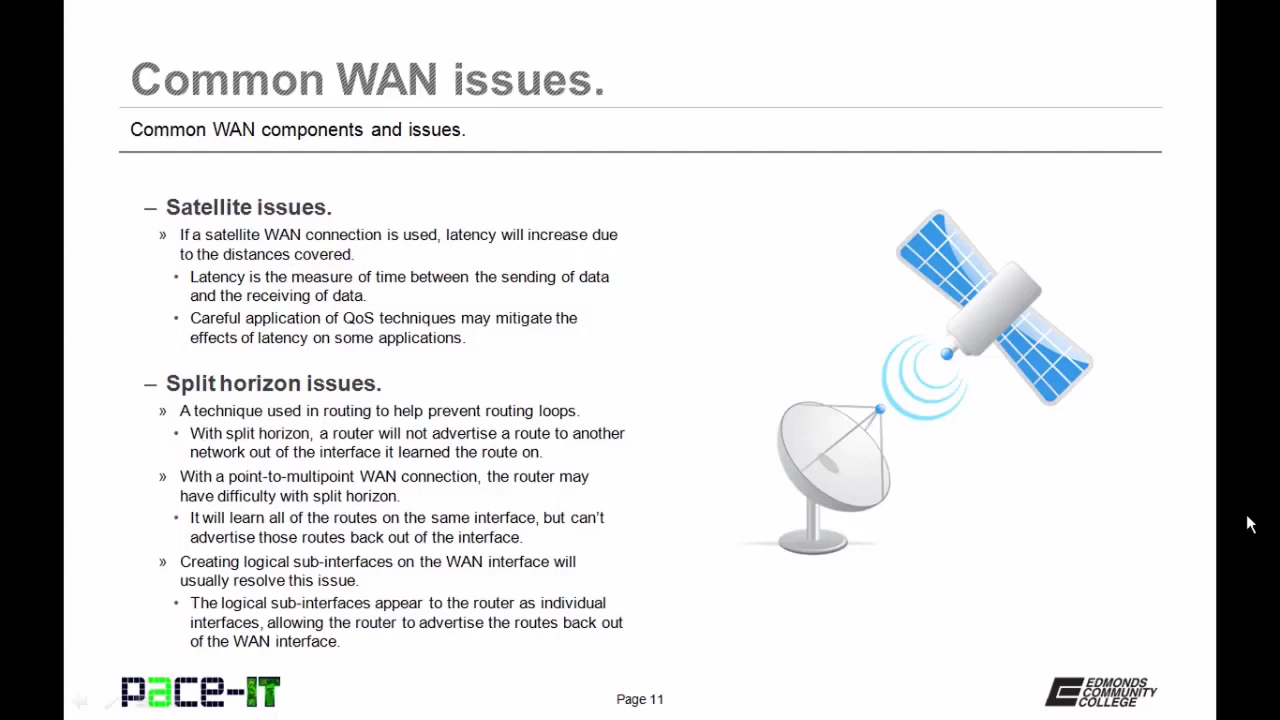 Common WAN issues.
Common WAN components and issues.
– Satellite issues.
» If a satellite WAN connection is used, latency will increase due
to the distances covered.
• Latency is the measure of time between the sending of data
and the receiving of data.
• Careful application of QoS techniques may mitigate the
effects of latency on some applications.
– Split horizon issues.
» A technique used in routing to help prevent routing loops.
• With split horizon, a router will not advertise a route to another
network out of the interface it learned the route on.
» With a point-to-multipoint WAN connection, the router may
have difficulty with split horizon.
• It will learn all of the routes on the same interface, but can't
advertise those routes back out of the interface.
» Creating logical sub-interfaces on the WAN interface will
usually resolve this issue.
• The logical sub-interfaces appear to the router as individual
interfaces, allowing the router to advertise the routes back out
of the WAN interface.
PACE-IT
Page 11
EDMONDS
COMMUNITY
COLLEGE